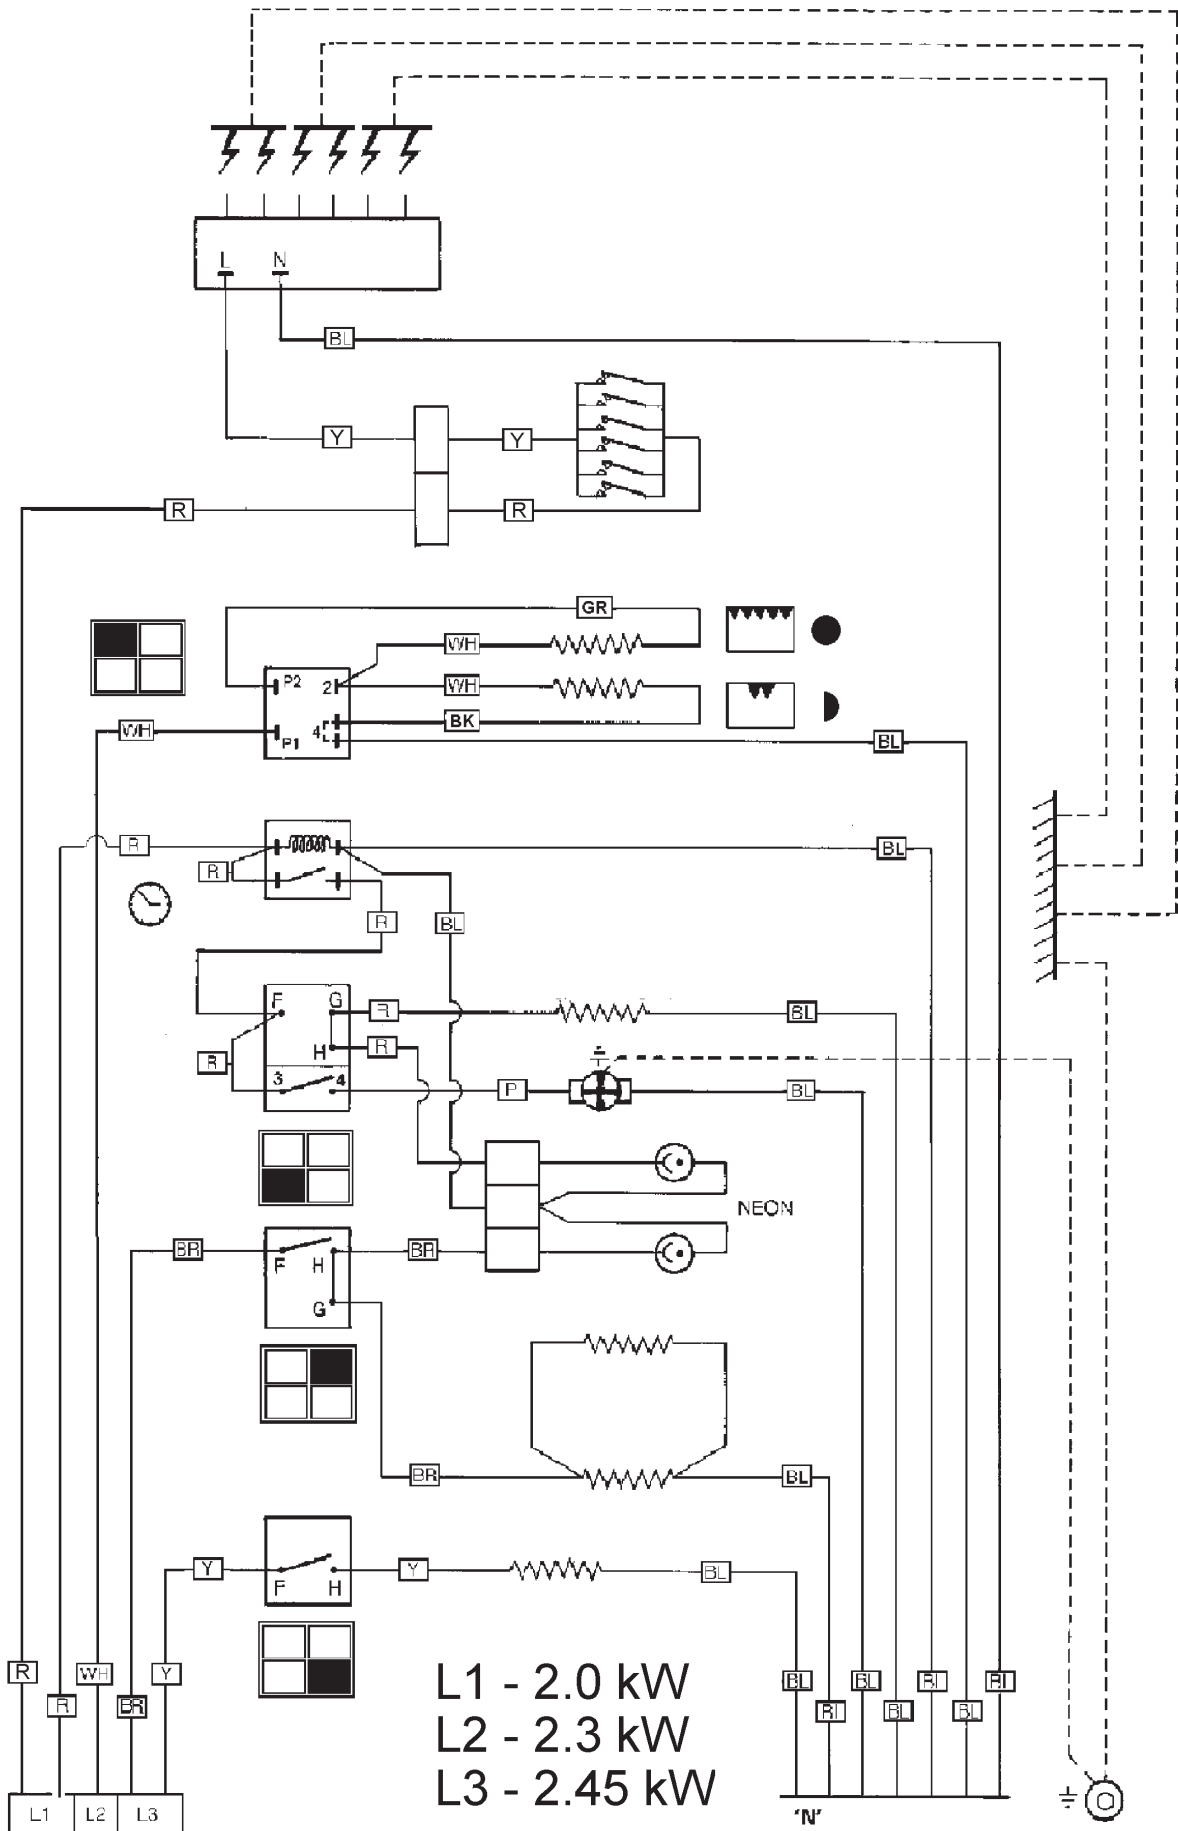 L N
BL
Y Y
R R
GR
WH
P2 2 WH
BK
WH P1 4
BL
R BL
R
R BL
F G R BL
H R
R
3 4 P BL
NEON
BR F H BR
G
BR BL
Y F H Y BL
R WH Y
R BR
BL BL
BL BL
L1 - 2.0 kW
L2 - 2.3 kW
L3 - 2.45 kW
L1 L2 L3
'N'